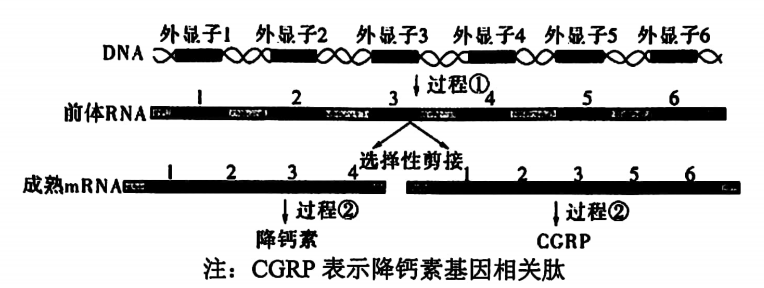 外显子1 外显子2 外显子3 外显子4 外显子5 外显子6
DNA
过程①
1 2 3 4 5 6
前体RNA
选择性剪接
1 2 3 4 1 2 3 5 6
成熟mRNA
过程② 过程②
降钙素 CGRP
注：CGRP 表示降钙素基因相关肽